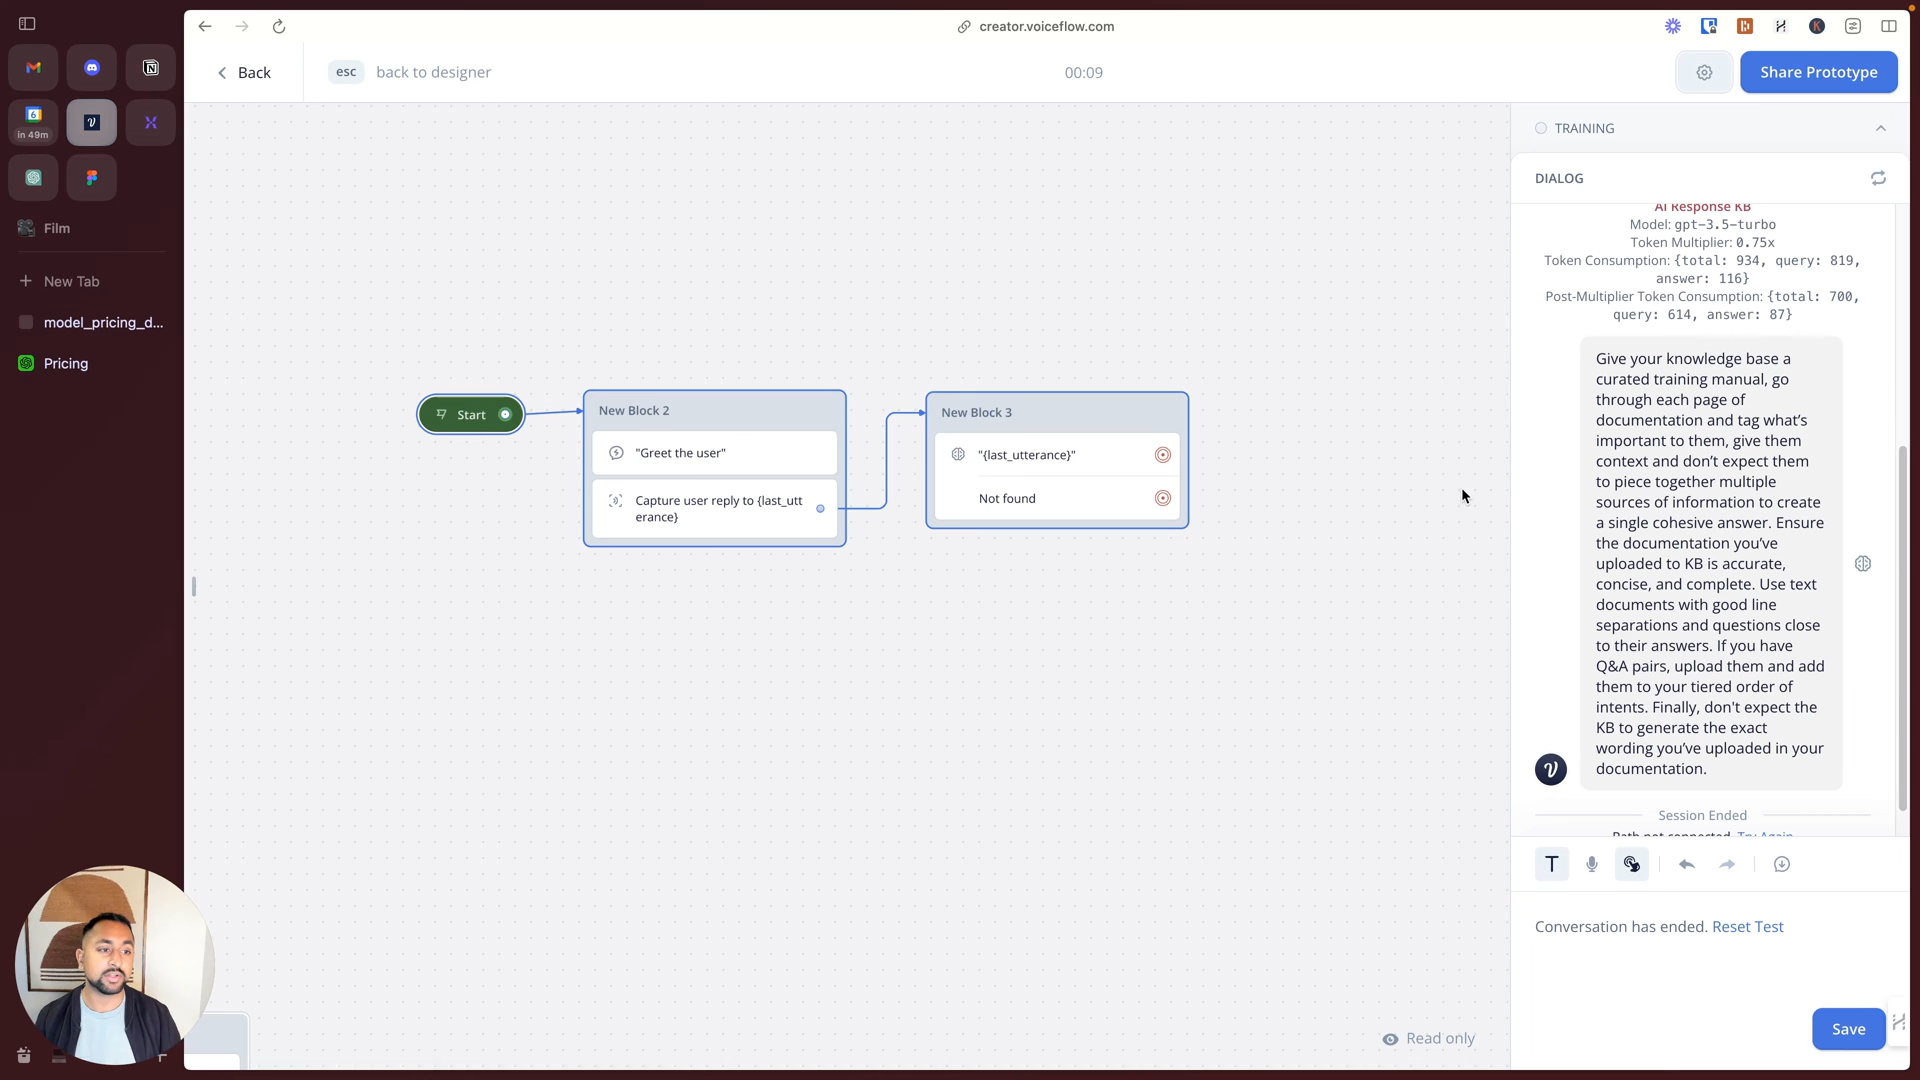 creator.voiceflow.com
Back
esc
back to designer
00:09
Share Prototype
6
in 49m
Film
New Tab
model_pricing_d...
Pricing
Start
New Block 2
"Greet the user"
Capture user reply to {last_utt
erance}
New Block 3
"{last_utterance}"
Not found
Read only
TRAINING
DIALOG
AI Response KB
Model: gpt-3.5-turbo
Token Multiplier: 0.75x
Token Consumption: {total: 934, query: 819,
answer: 116}
Post-Multiplier Token Consumption: {total: 700,
query: 614, answer: 87}
Give your knowledge base a
curated training manual, go
through each page of
documentation and tag what's
important to them, give them
context and don't expect them
to piece together multiple
sources of information to create
a single cohesive answer. Ensure
the documentation you've
uploaded to KB is accurate,
concise, and complete. Use text
documents with good line
separations and questions close
to their answers. If you have
Q&A pairs, upload them and add
them to your tiered order of
intents. Finally, don't expect the
KB to generate the exact
wording you've uploaded in your
documentation.
Session Ended
Path not connected. Try Again
T
Conversation has ended. Reset Test
Save